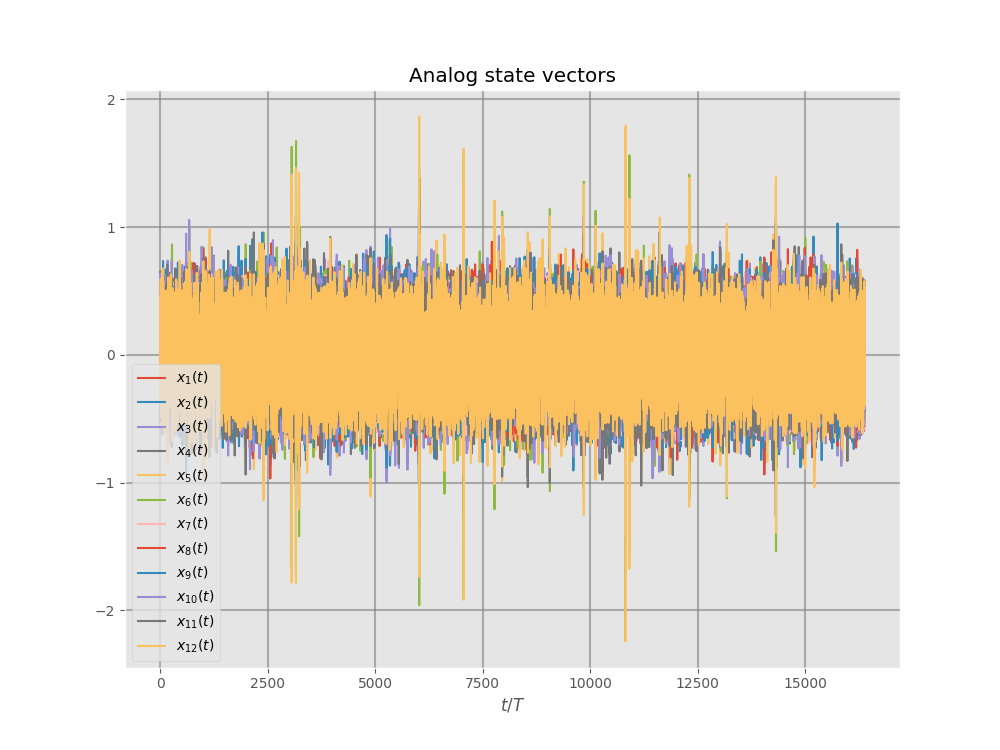 Analog state vectors
2
1
0
−1
−2
x₁(t)
x₂(t)
x₃(t)
x₄(t)
x₅(t)
x₆(t)
x₇(t)
x₈(t)
x₉(t)
x₁₀(t)
x₁₁(t)
x₁₂(t)
0 2500 5000 7500 10000 12500 15000
t/T